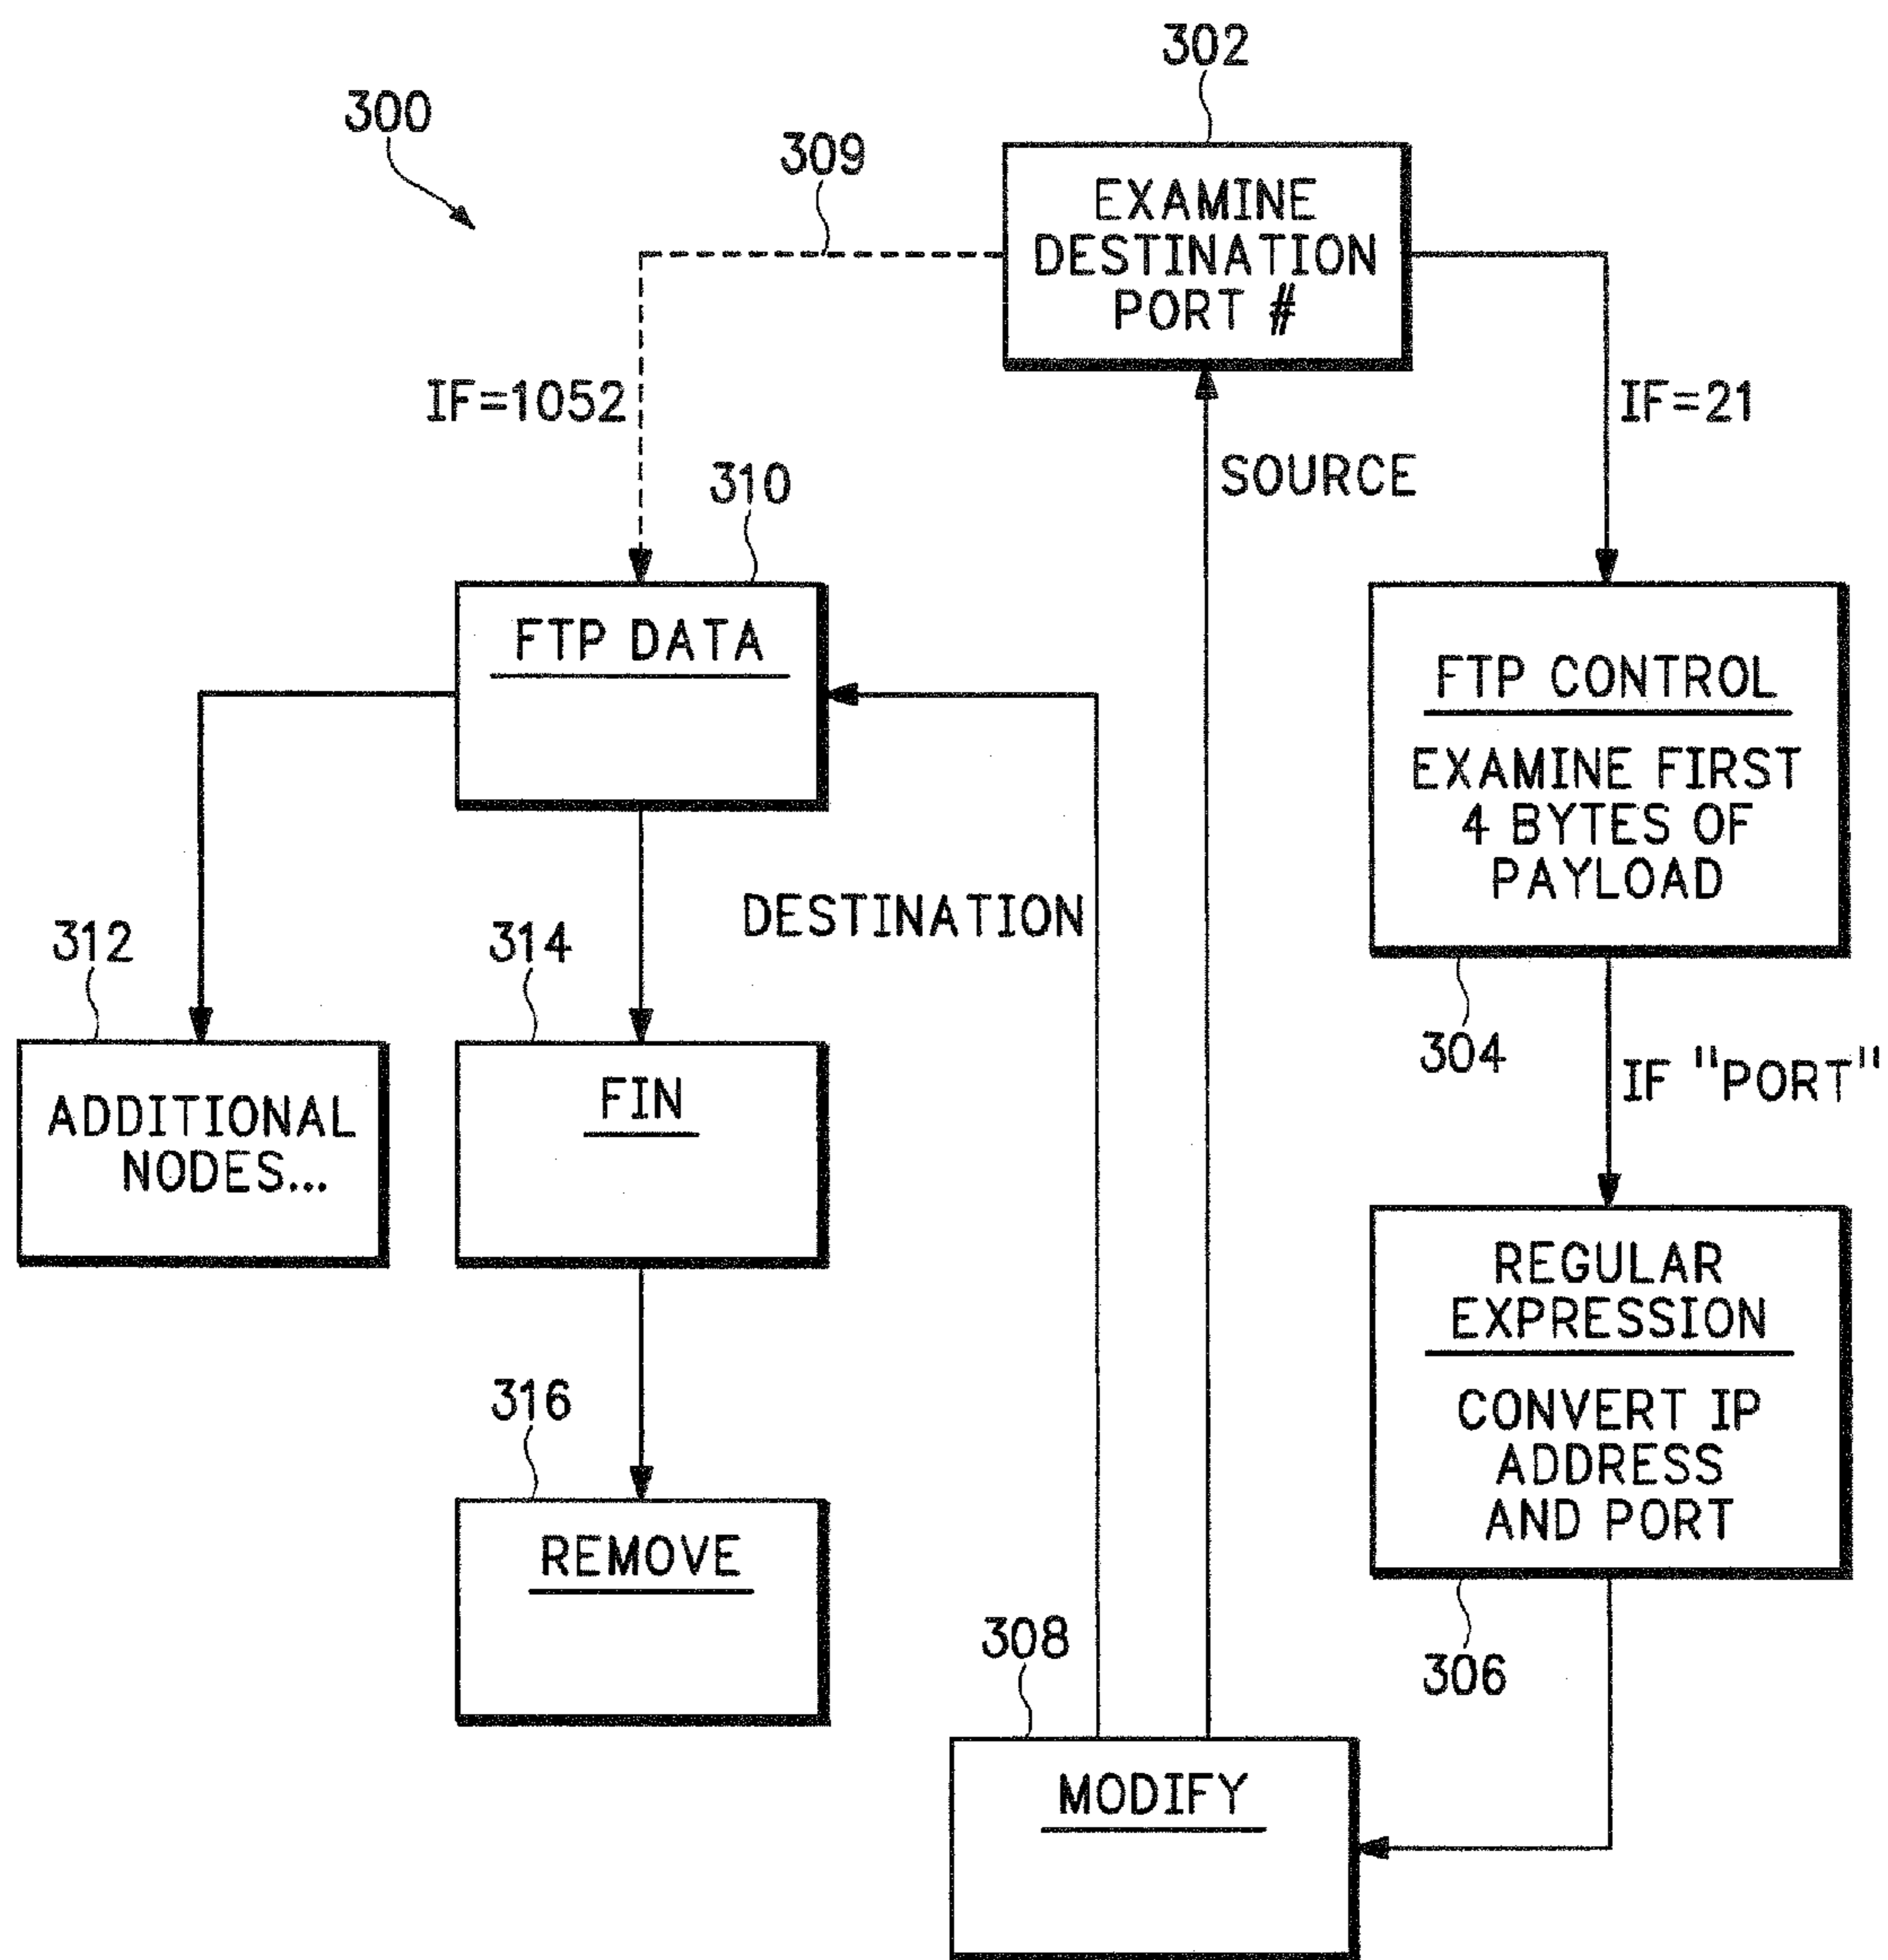 302
300
309
EXAMINE
DESTINATION
PORT #
IF=1052
IF=21
SOURCE
310
FTP DATA
FTP CONTROL
EXAMINE FIRST
4 BYTES OF
PAYLOAD
DESTINATION
312
314
304
IF "PORT"
ADDITIONAL
NODES...
FIN
REGULAR
EXPRESSION
CONVERT IP
ADDRESS
AND PORT
316
REMOVE
308
306
MODIFY